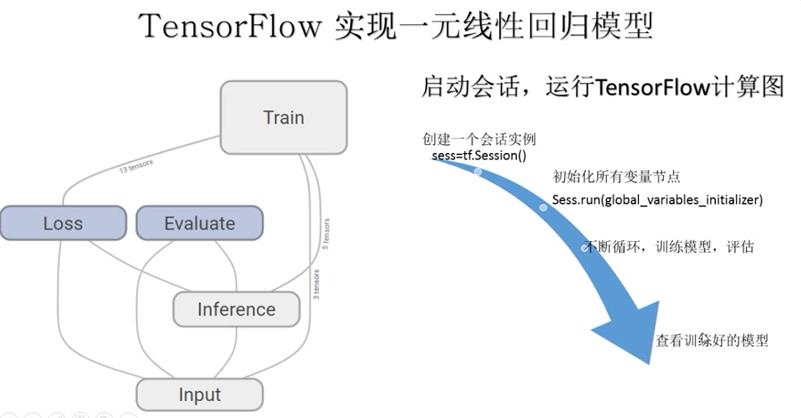 TensorFlow 实现一元线性回归模型
启动会话，运行TensorFlow计算图
Train
创建一个会话实例
sess=tf.Session()
13 tensors
初始化所有变量节点
Sess.run(global_variables_initializer)
Loss
Evaluate
5 tensors
不断循环，训练模型，评估
3 tensors
Inference
查看训练好的模型
Input